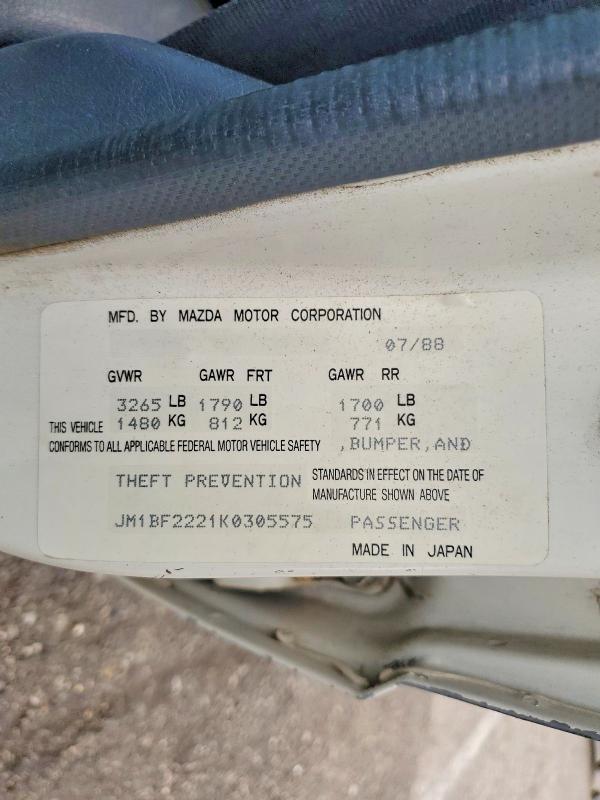 MFD. BY MAZDA MOTOR CORPORATION
07/88
GVWR GAWR FRT GAWR RR
3265 LB 1790 LB 1700 LB
THIS VEHICLE 1480 KG 812 KG 771 KG
CONFORMS TO ALL APPLICABLE FEDERAL MOTOR VEHICLE SAFETY ,BUMPER,AND
THEFT PREVENTION STANDARDS IN EFFECT ON THE DATE OF
MANUFACTURE SHOWN ABOVE
JM1BF2221K0305575 PASSENGER
MADE IN JAPAN